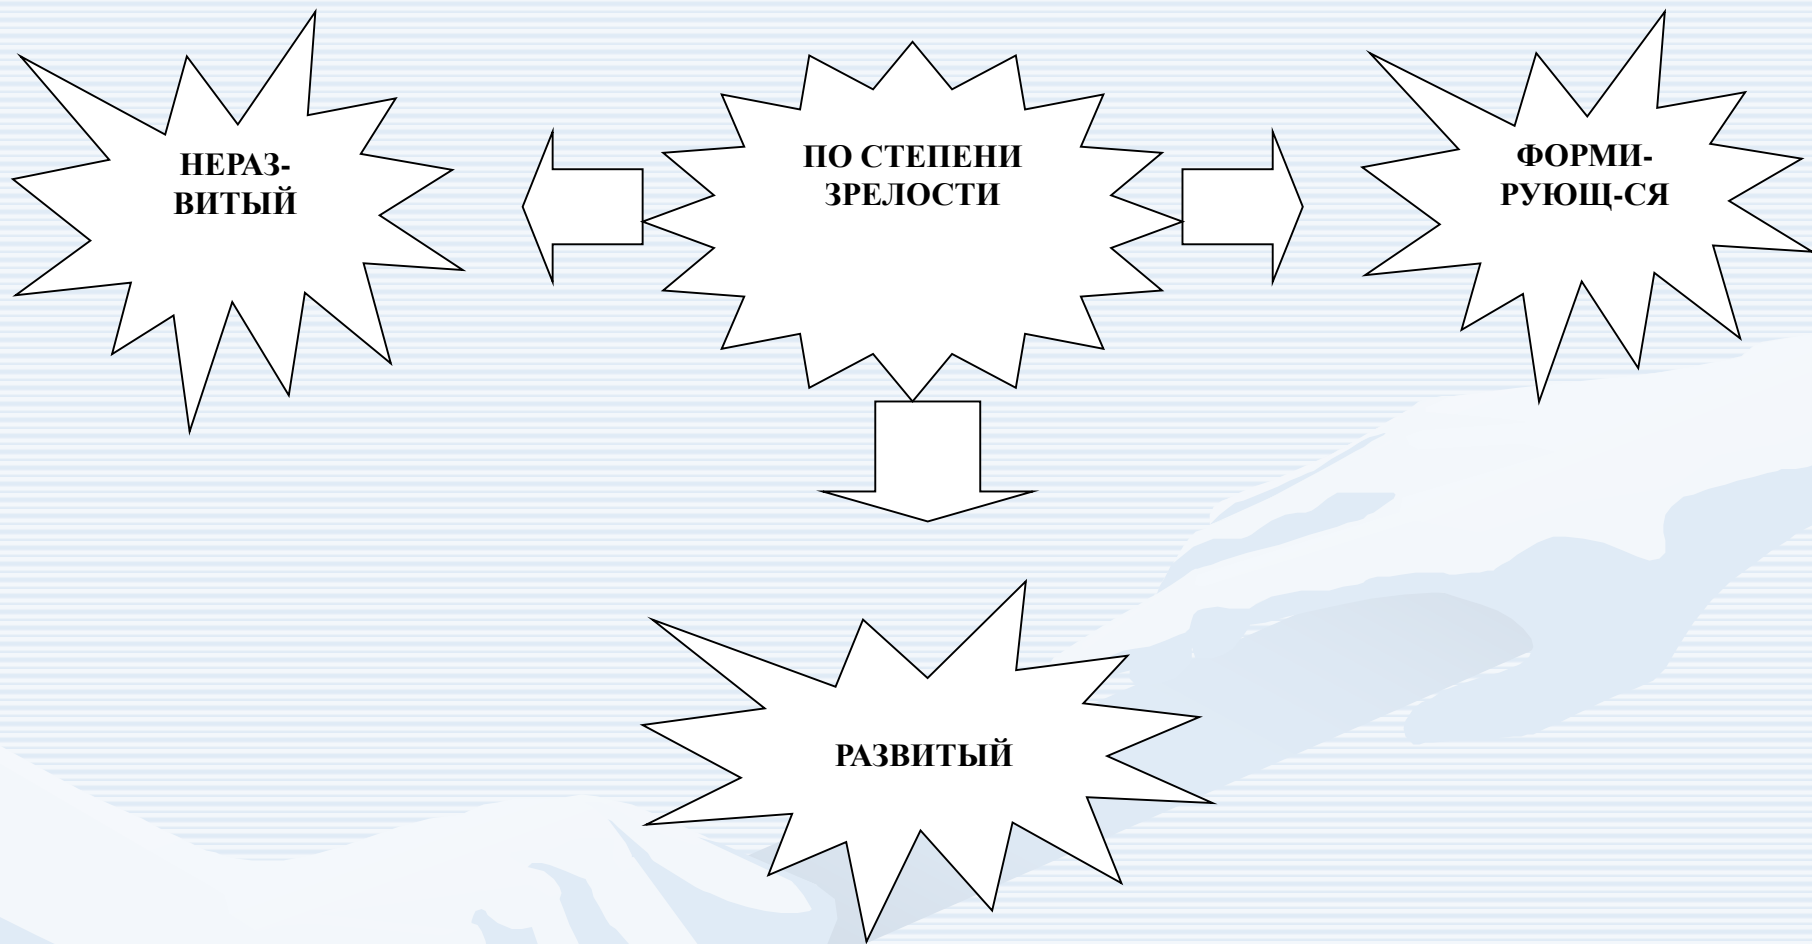 НЕРАЗ-
ВИТЫЙ
ПО СТЕПЕНИ
ЗРЕЛОСТИ
ФОРМИ-
РУЮЩ-СЯ
РАЗВИТЫЙ